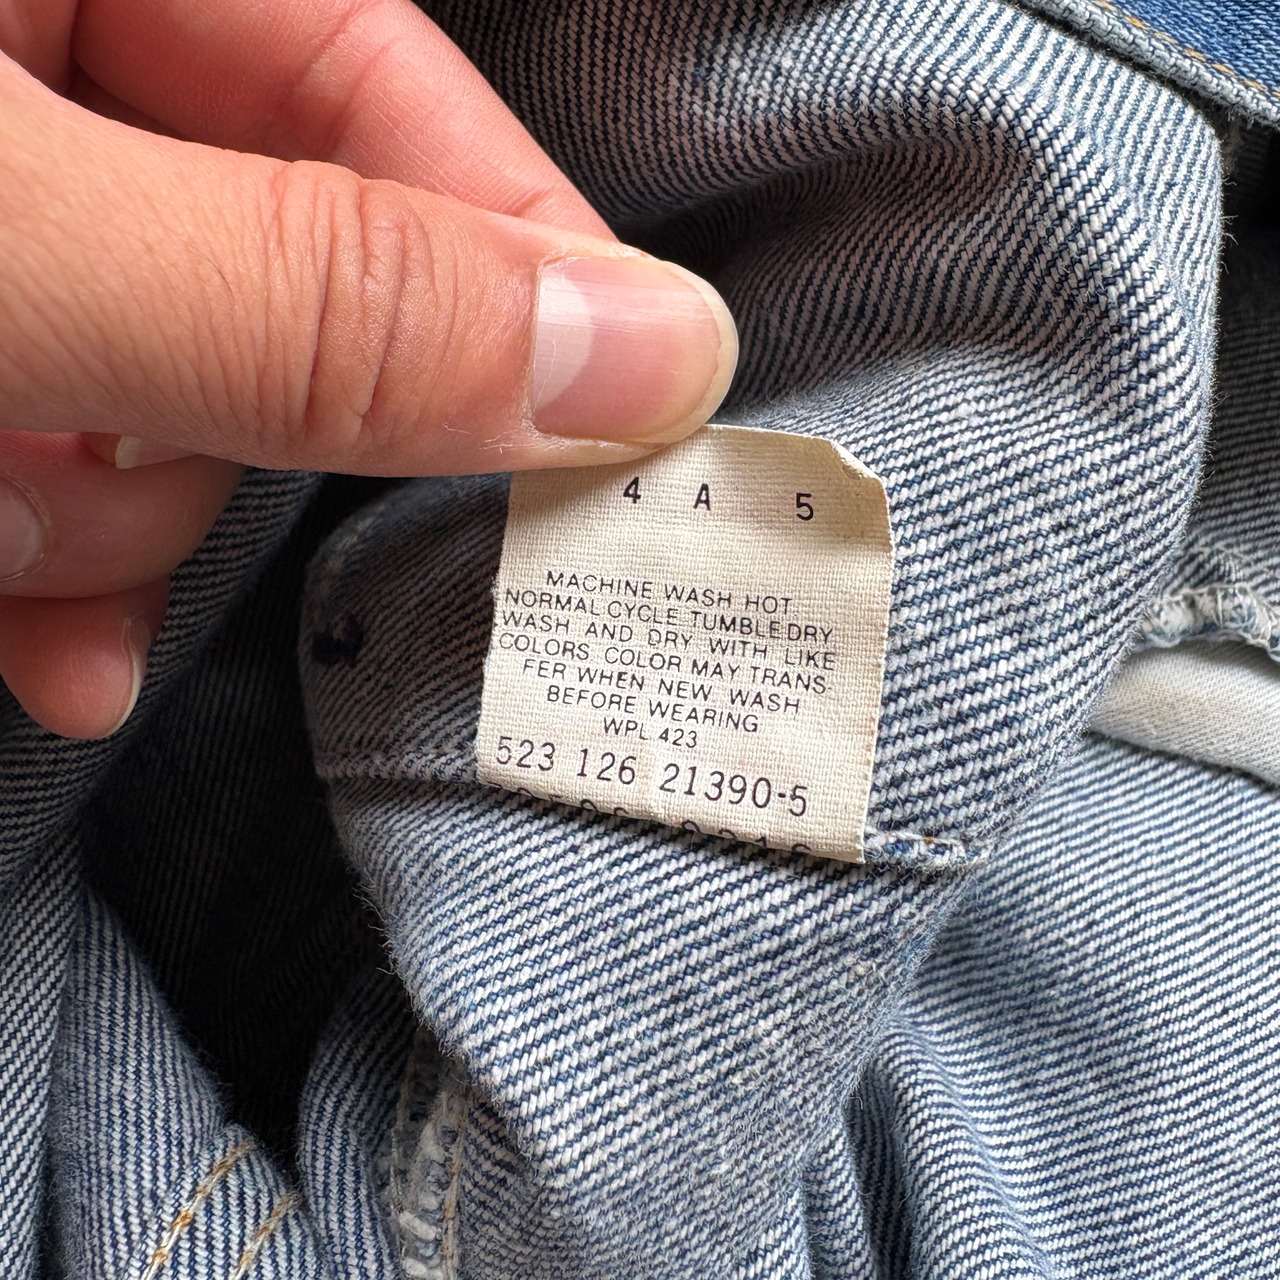 4 A 5
MACHINE WASH HOT
NORMAL CYCLE TUMBLE DRY
WASH AND DRY WITH LIKE
COLORS COLOR MAY TRANS-
FER WHEN NEW WASH
BEFORE WEARING
WPL 423
523 126 21390-5